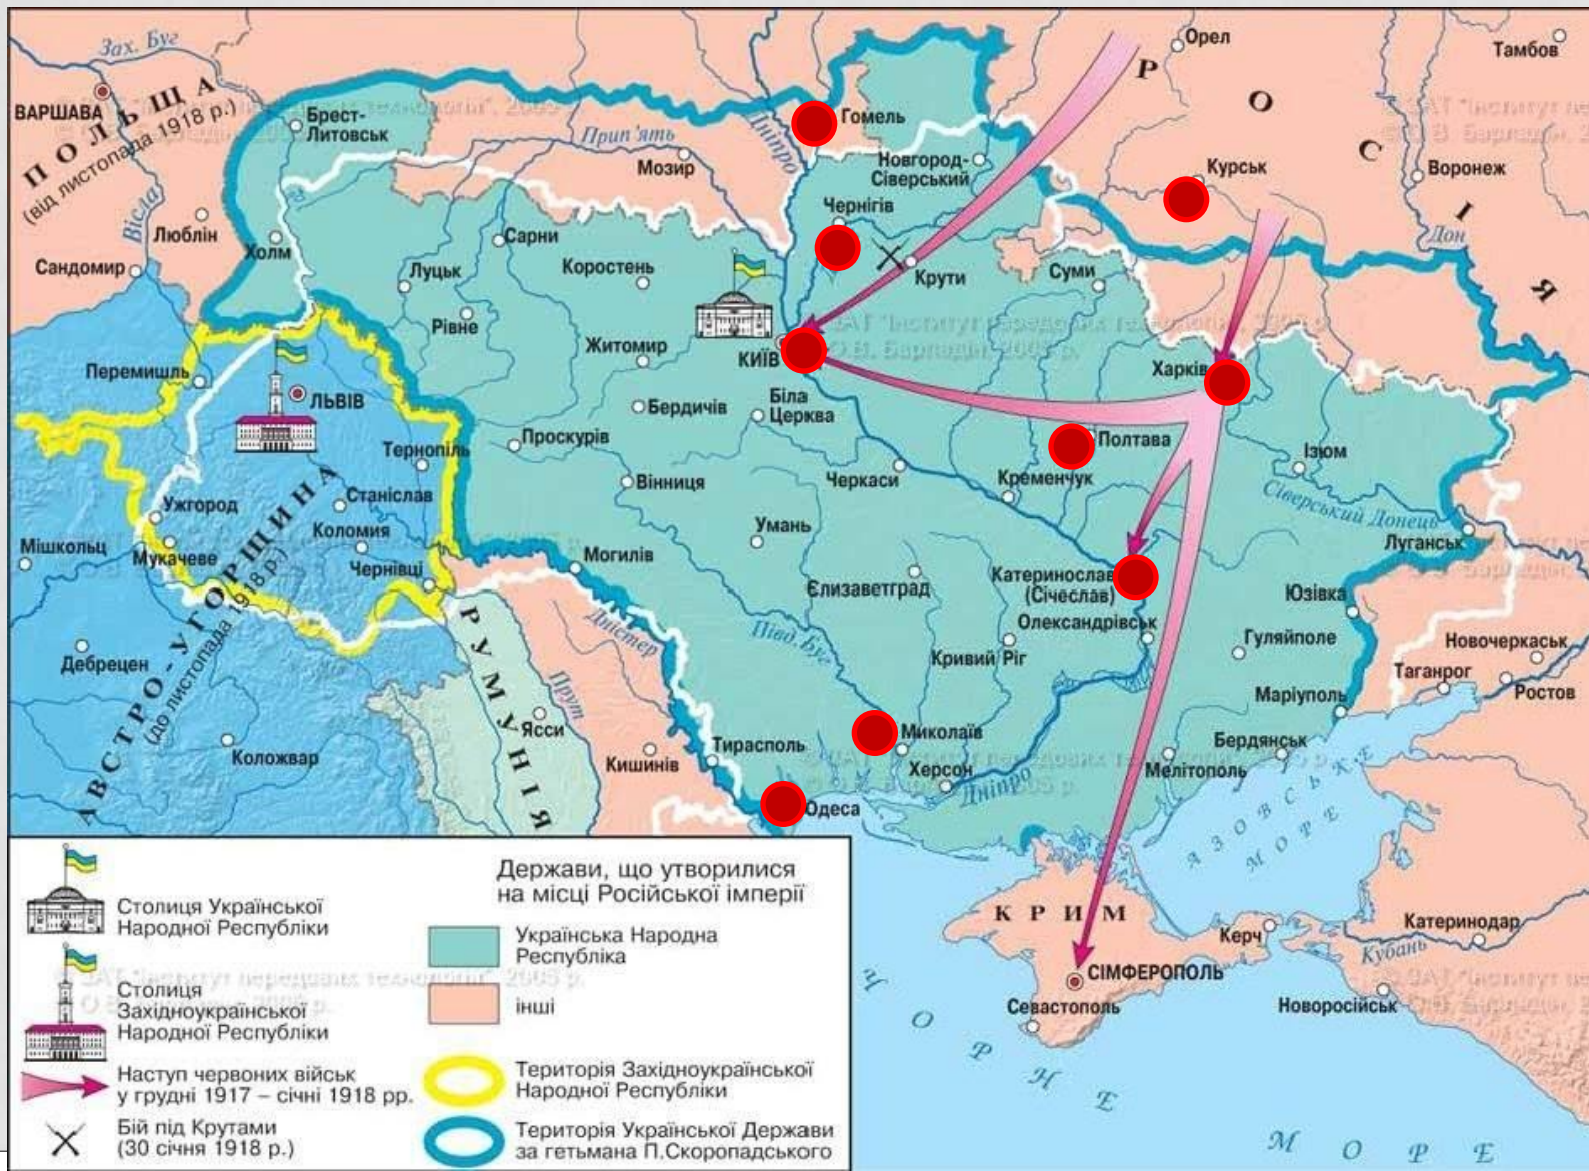 Орел
Тамбов
Зах. Буг
ВАРШАВА
ПОЛЬЩА
(від листопада 1918 р.)
Вісла
Люблін
Сандомир
Холм
Брест-
Литовськ
Прип'ять
Мозир
Дніпро
Гомель
Новгород-
Сіверський
РОСІЯ
Курськ
Воронеж
Дон
Чернігів
Крути
Суми
Сарни
Коростень
Луцьк
Рівне
Житомир
КИЇВ
Харків
Перемишль
ЛЬВІВ
Бердичів
Біла
Церква
Полтава
Проскурів
Тернопіль
Вінниця
Черкаси
Кременчук
Ізюм
Сіверський Донець
Луганськ
Ужгород
Станіслав
Коломия
Мукачеве
Чернівці
Мішкольц
АВСТРО-УГОРЩИНА
(до листопада 1918 р.)
Умань
Могилів
Єлизаветград
Катеринослав
(Січеслав)
Олександрівськ
Юзівка
Дебрецен
РУМУНІЯ
Дністер
Півд. Буг
Прут
Кривий Ріг
Гуляйполе
Новочеркаськ
Таганрог
Ростов
Маріуполь
Коложвар
Ясси
Кишинів
Тирасполь
Миколаїв
Херсон
Дніпро
Мелітополь
Бердянськ
Одеса
АЗОВСЬКЕ
МОРЕ
КРИМ
Керч
Катеринодар
Кубань
СІМФЕРОПОЛЬ
Севастополь
Новоросійськ
ЧОРНЕ
МОРЕ
Столиця Української
Народної Республіки
Столиця
Західноукраїнської
Народної Республіки
Наступ червоних військ
у грудні 1917 – січні 1918 рр.
Бій під Крутами
(30 січня 1918 р.)
Держави, що утворилися
на місці Російської імперії
Українська Народна
Республіка
інші
Територія Західноукраїнської
Народної Республіки
Територія Української Держави
за гетьмана П.Скоропадського